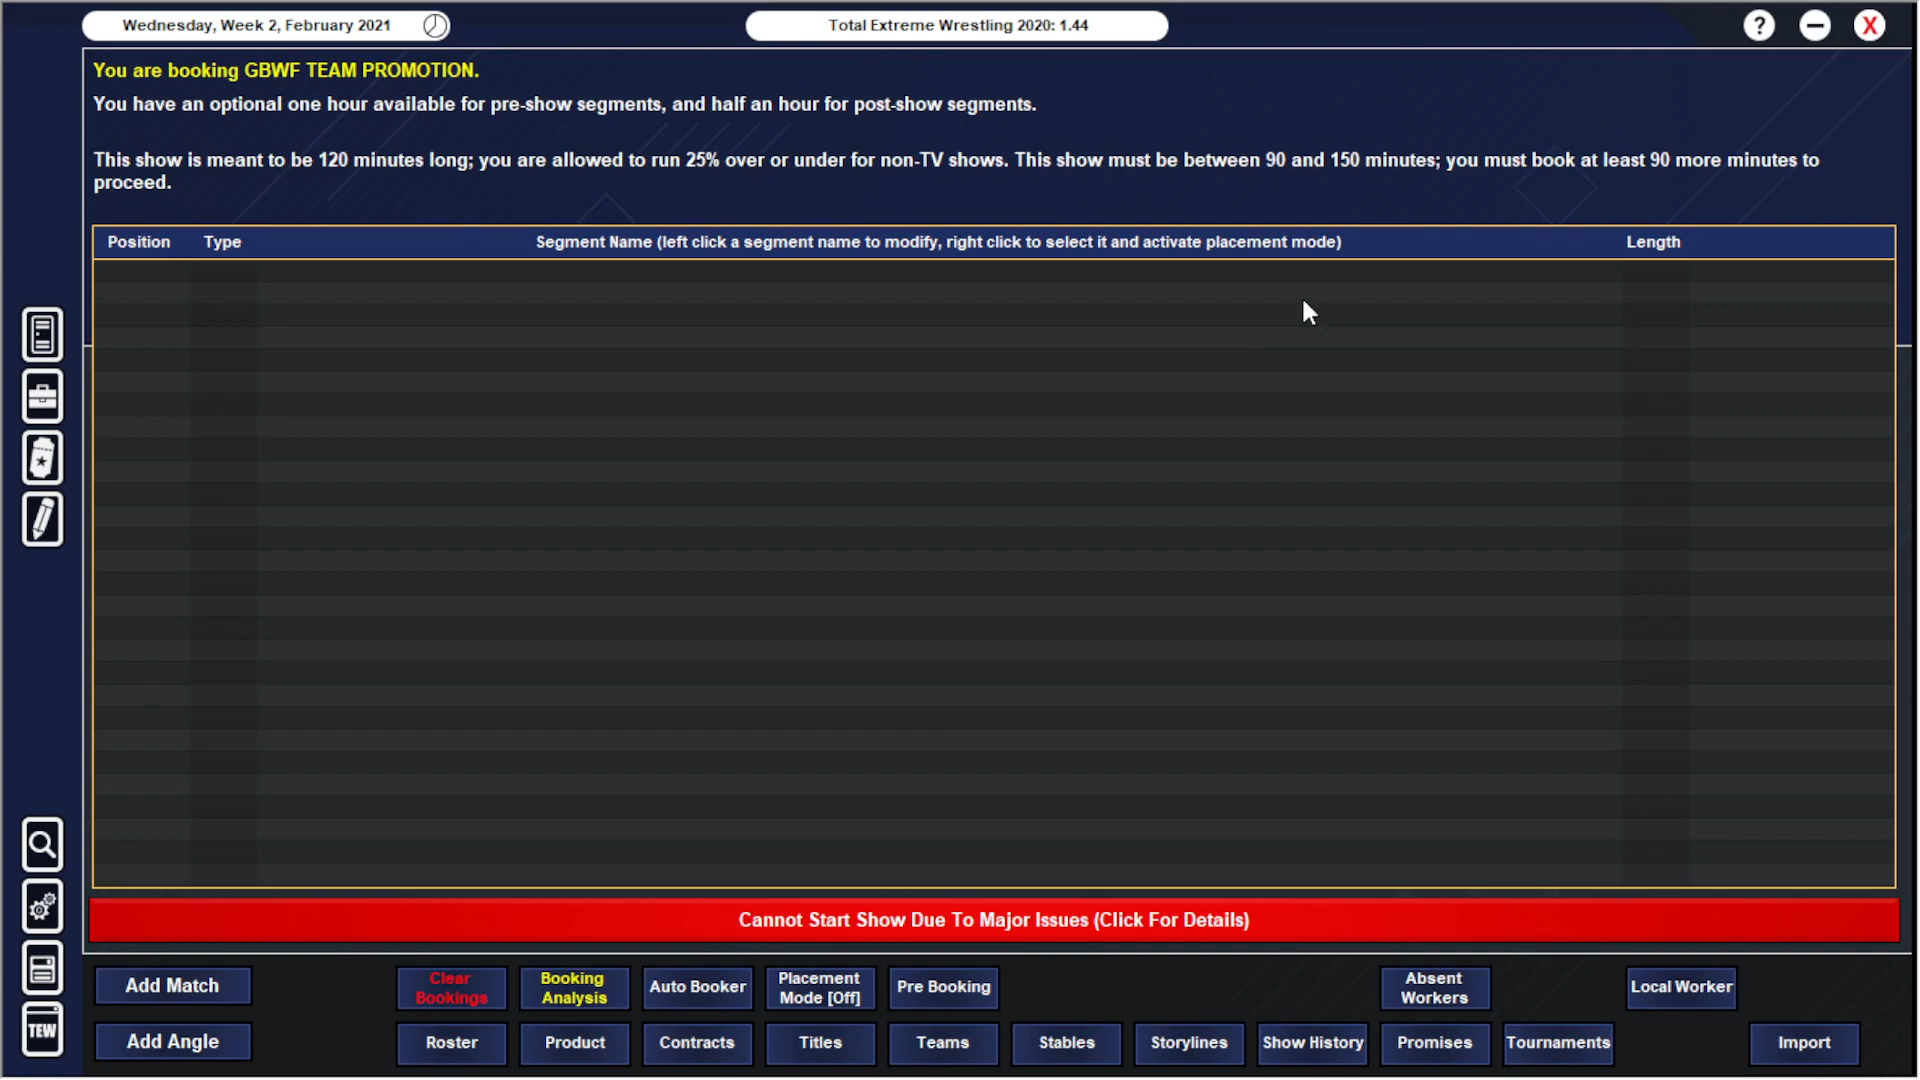 Wednesday, Week 2, February 2021
Total Extreme Wrestling 2020: 1.44
?
X
You are booking GBWF TEAM PROMOTION.
You have an optional one hour available for pre-show segments, and half an hour for post-show segments.
This show is meant to be 120 minutes long; you are allowed to run 25% over or under for non-TV shows. This show must be between 90 and 150 minutes; you must book at least 90 more minutes to
proceed.
Position Type Segment Name (left click a segment name to modify, right click to select it and activate placement mode) Length
Cannot Start Show Due To Major Issues (Click For Details)
Add Match
Clear
Bookings
Booking
Analysis
Auto Booker
Placement
Mode [Off]
Pre Booking
Absent
Workers
Local Worker
TEW
Add Angle
Roster
Product
Contracts
Titles
Teams
Stables
Storylines
Show History
Promises
Tournaments
Import